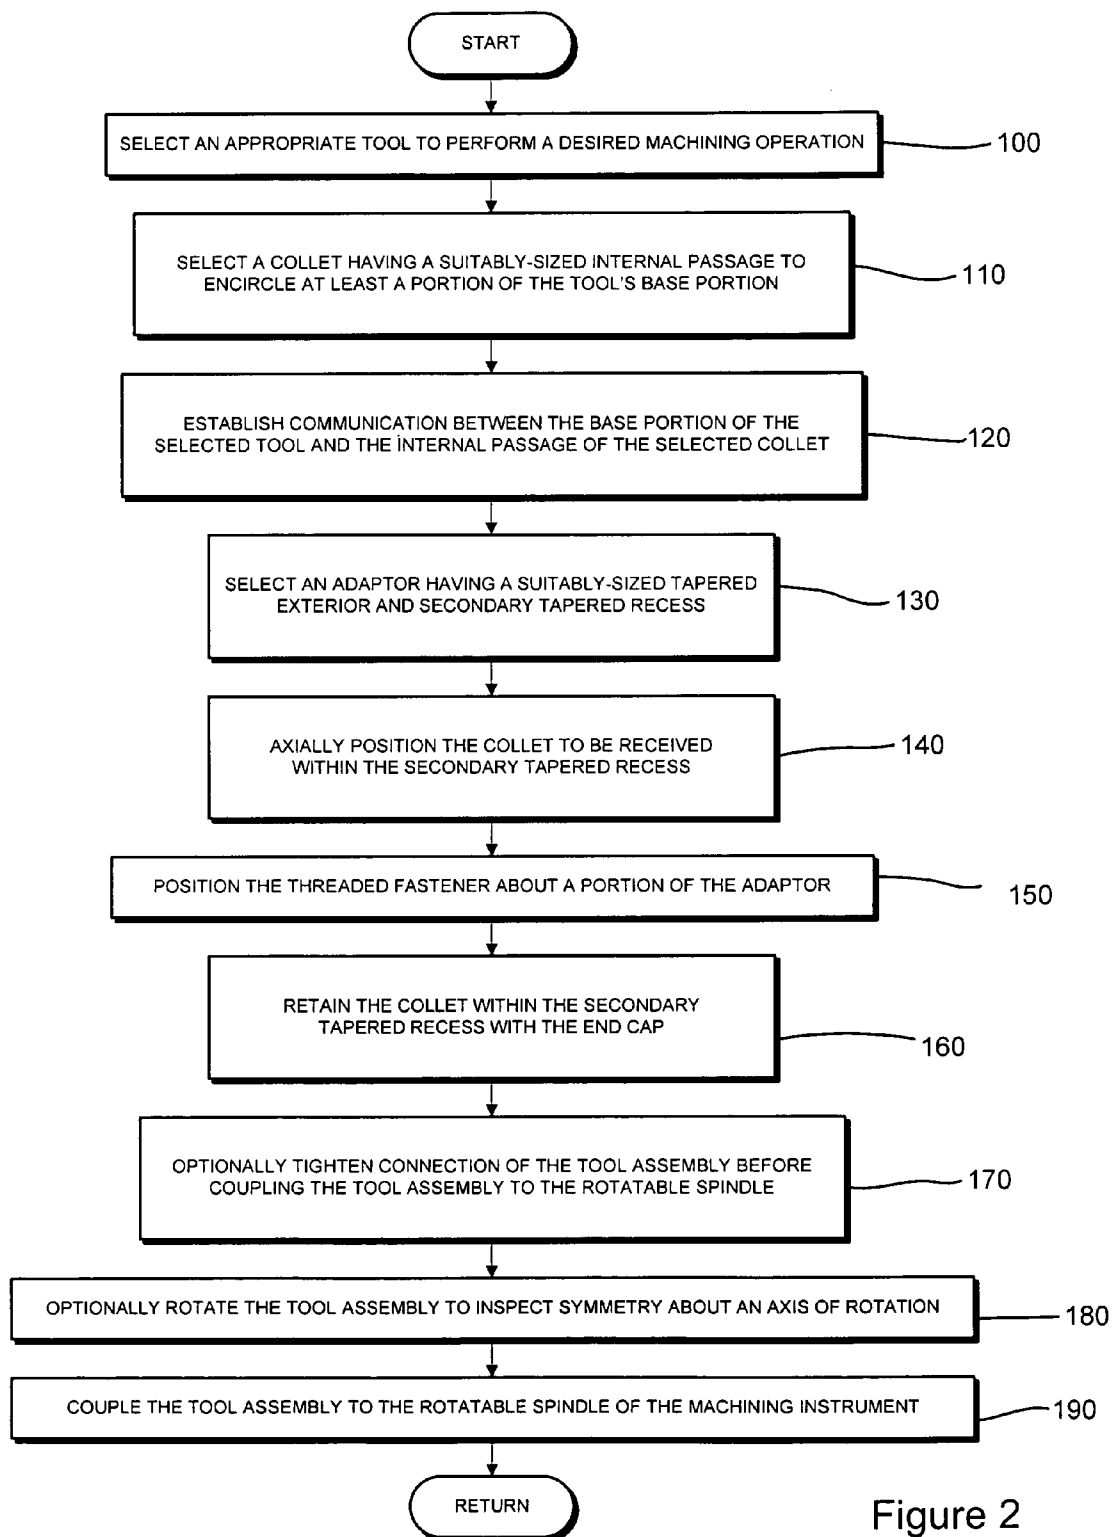 START
SELECT AN APPROPRIATE TOOL TO PERFORM A DESIRED MACHINING OPERATION
100
SELECT A COLLET HAVING A SUITABLY-SIZED INTERNAL PASSAGE TO
ENCIRCLE AT LEAST A PORTION OF THE TOOL'S BASE PORTION
110
ESTABLISH COMMUNICATION BETWEEN THE BASE PORTION OF THE
SELECTED TOOL AND THE INTERNAL PASSAGE OF THE SELECTED COLLET
120
SELECT AN ADAPTOR HAVING A SUITABLY-SIZED TAPERED
EXTERIOR AND SECONDARY TAPERED RECESS
130
AXIALLY POSITION THE COLLET TO BE RECEIVED
WITHIN THE SECONDARY TAPERED RECESS
140
POSITION THE THREADED FASTENER ABOUT A PORTION OF THE ADAPTOR
150
RETAIN THE COLLET WITHIN THE SECONDARY
TAPERED RECESS WITH THE END CAP
160
OPTIONALLY TIGHTEN CONNECTION OF THE TOOL ASSEMBLY BEFORE
COUPLING THE TOOL ASSEMBLY TO THE ROTATABLE SPINDLE
170
OPTIONALLY ROTATE THE TOOL ASSEMBLY TO INSPECT SYMMETRY ABOUT AN AXIS OF ROTATION
180
COUPLE THE TOOL ASSEMBLY TO THE ROTATABLE SPINDLE OF THE MACHINING INSTRUMENT
190
RETURN
Figure 2